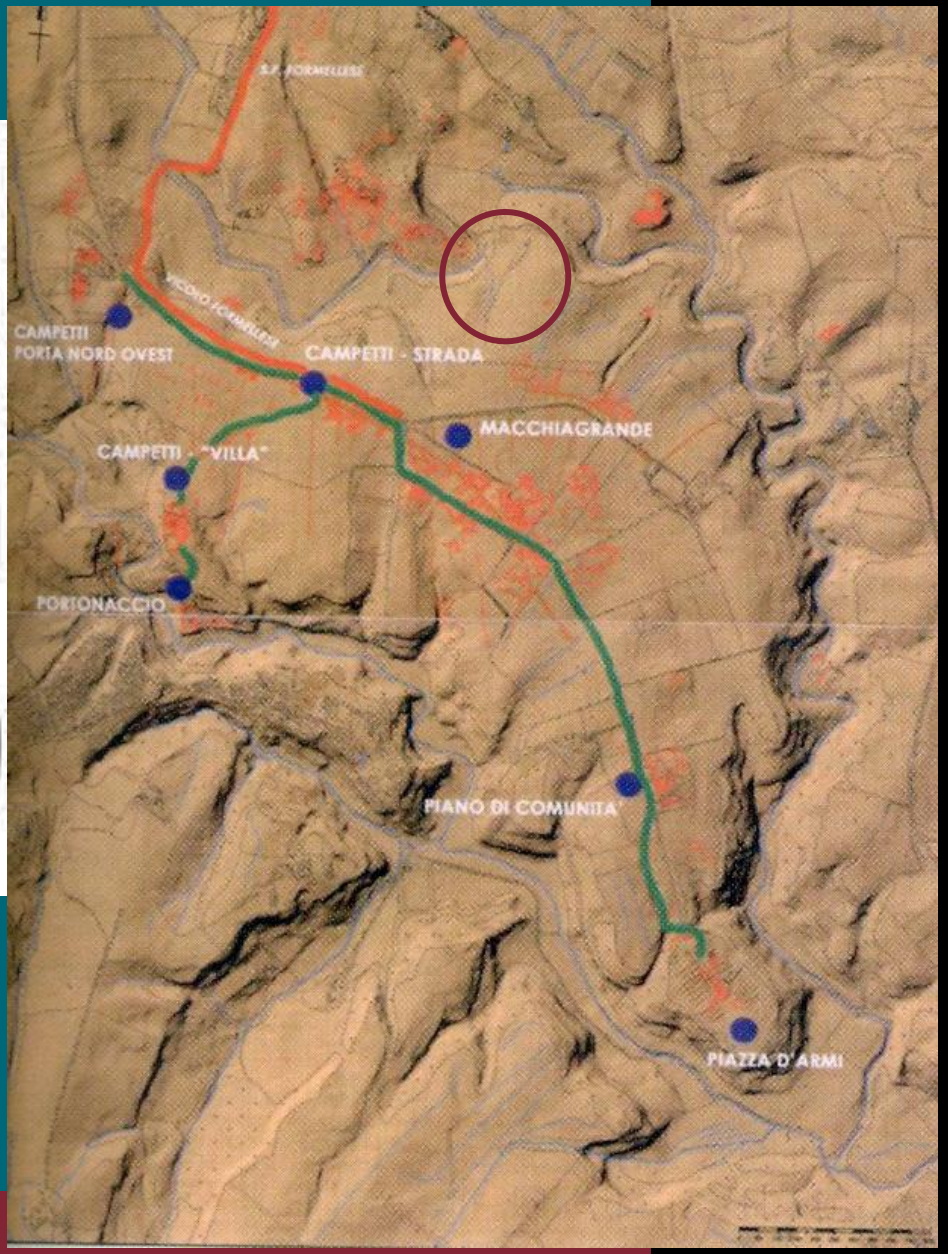 S.P. FORMELLESE
VICOLO FORMELLESE
CAMPETTI
PORTA NORD OVEST
CAMPETTI - STRADA
MACCHIAGRANDE
CAMPETTI - "VILLA"
PORTONACCIO
PIANO DI COMUNITA'
PIAZZA D'ARMI